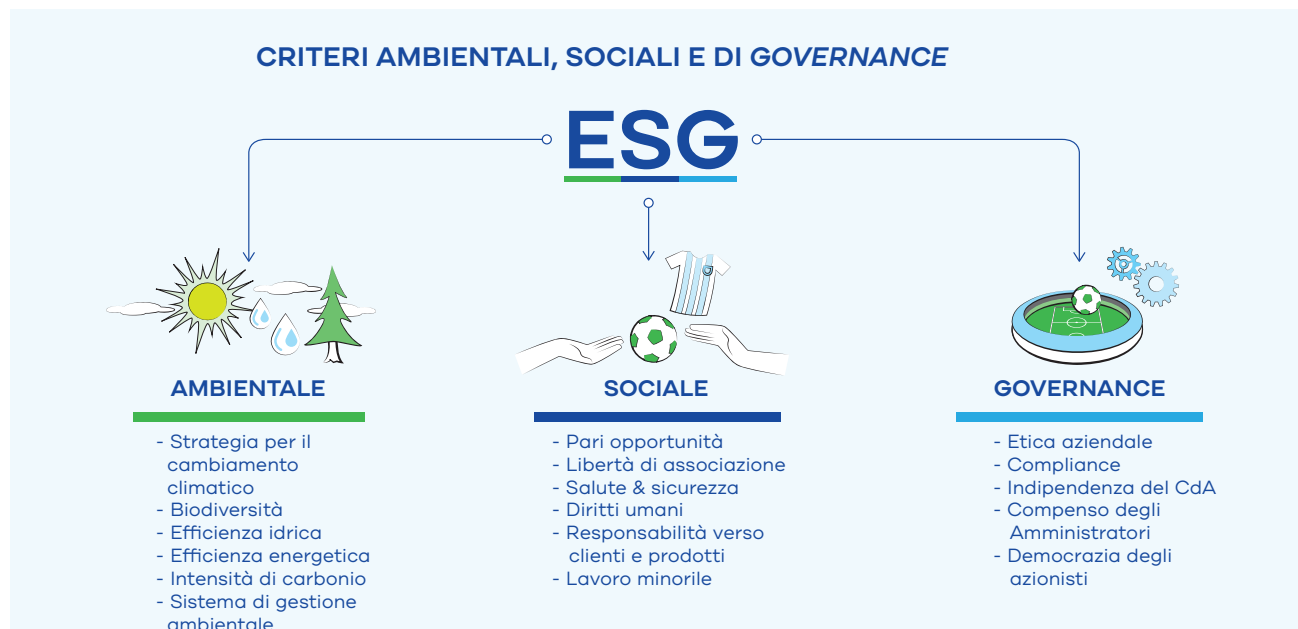 CRITERI AMBIENTALI, SOCIALI E DI GOVERNANCE
ESG
AMBIENTALE
- Strategia per il
cambiamento
climatico
- Biodiversità
- Efficienza idrica
- Efficienza energetica
- Intensità di carbonio
- Sistema di gestione
ambientale
SOCIALE
- Pari opportunità
- Libertà di associazione
- Salute & sicurezza
- Diritti umani
- Responsabilità verso
clienti e prodotti
- Lavoro minorile
GOVERNANCE
- Etica aziendale
- Compliance
- Indipendenza del CdA
- Compenso degli
Amministratori
- Democrazia degli
azionisti